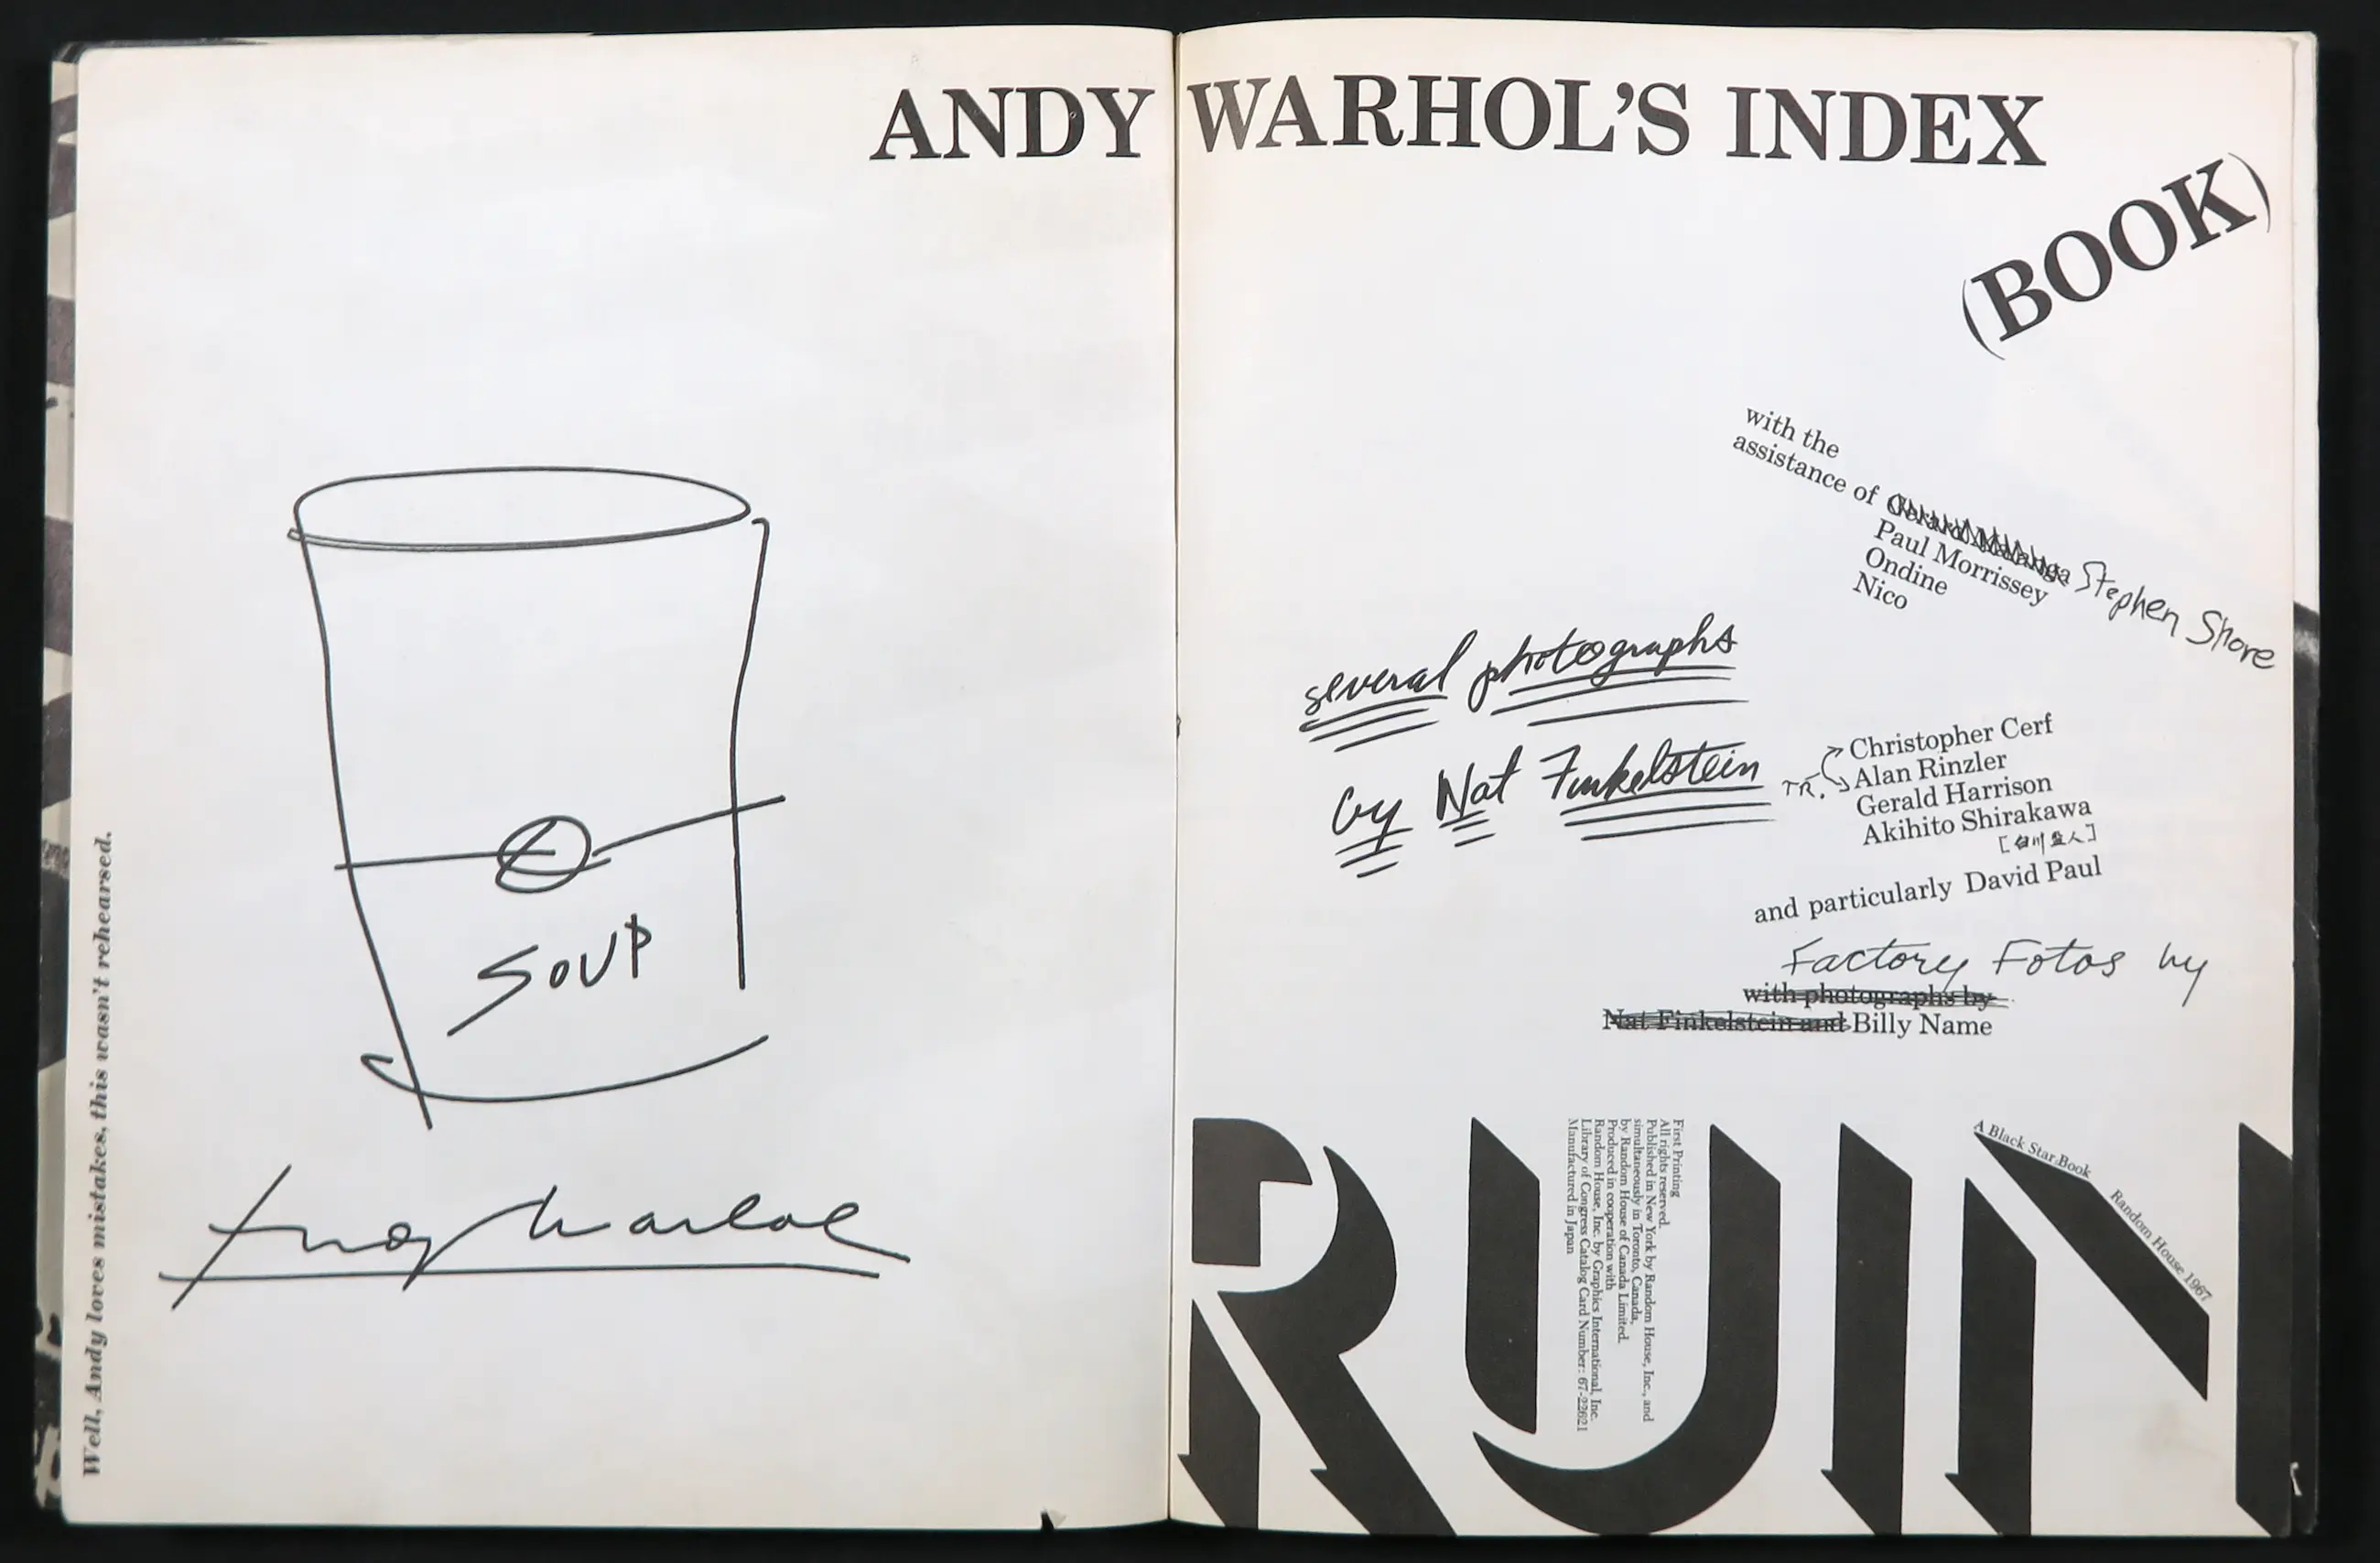 Well, Andy loves mistakes, this wasn't rehearsed.
SOUP
Andy Warhol
ANDY WARHOL'S INDEX
(BOOK)
with the
assistance of Gerard Malanga Stephen Shore
Paul Morrissey
Ondine
Nico
several photographs
by Nat Finkelstein
TR. Christopher Cerf
Alan Rinzler
Gerald Harrison
Akihito Shirakawa
and particularly David Paul
Factory Fotos by
with photographs by
Nat Finkelstein and Billy Name
First Printing
All rights reserved.
Published in New York by Random House, Inc., and
simultaneously in Toronto, Canada,
by Random House of Canada Limited.
Produced in cooperation with
Random House, Inc. by Graphics International, Inc.
Library of Congress Catalog Card Number: 67-22621
Manufactured in Japan
A Black Star Book
Random House 1967
RUIN